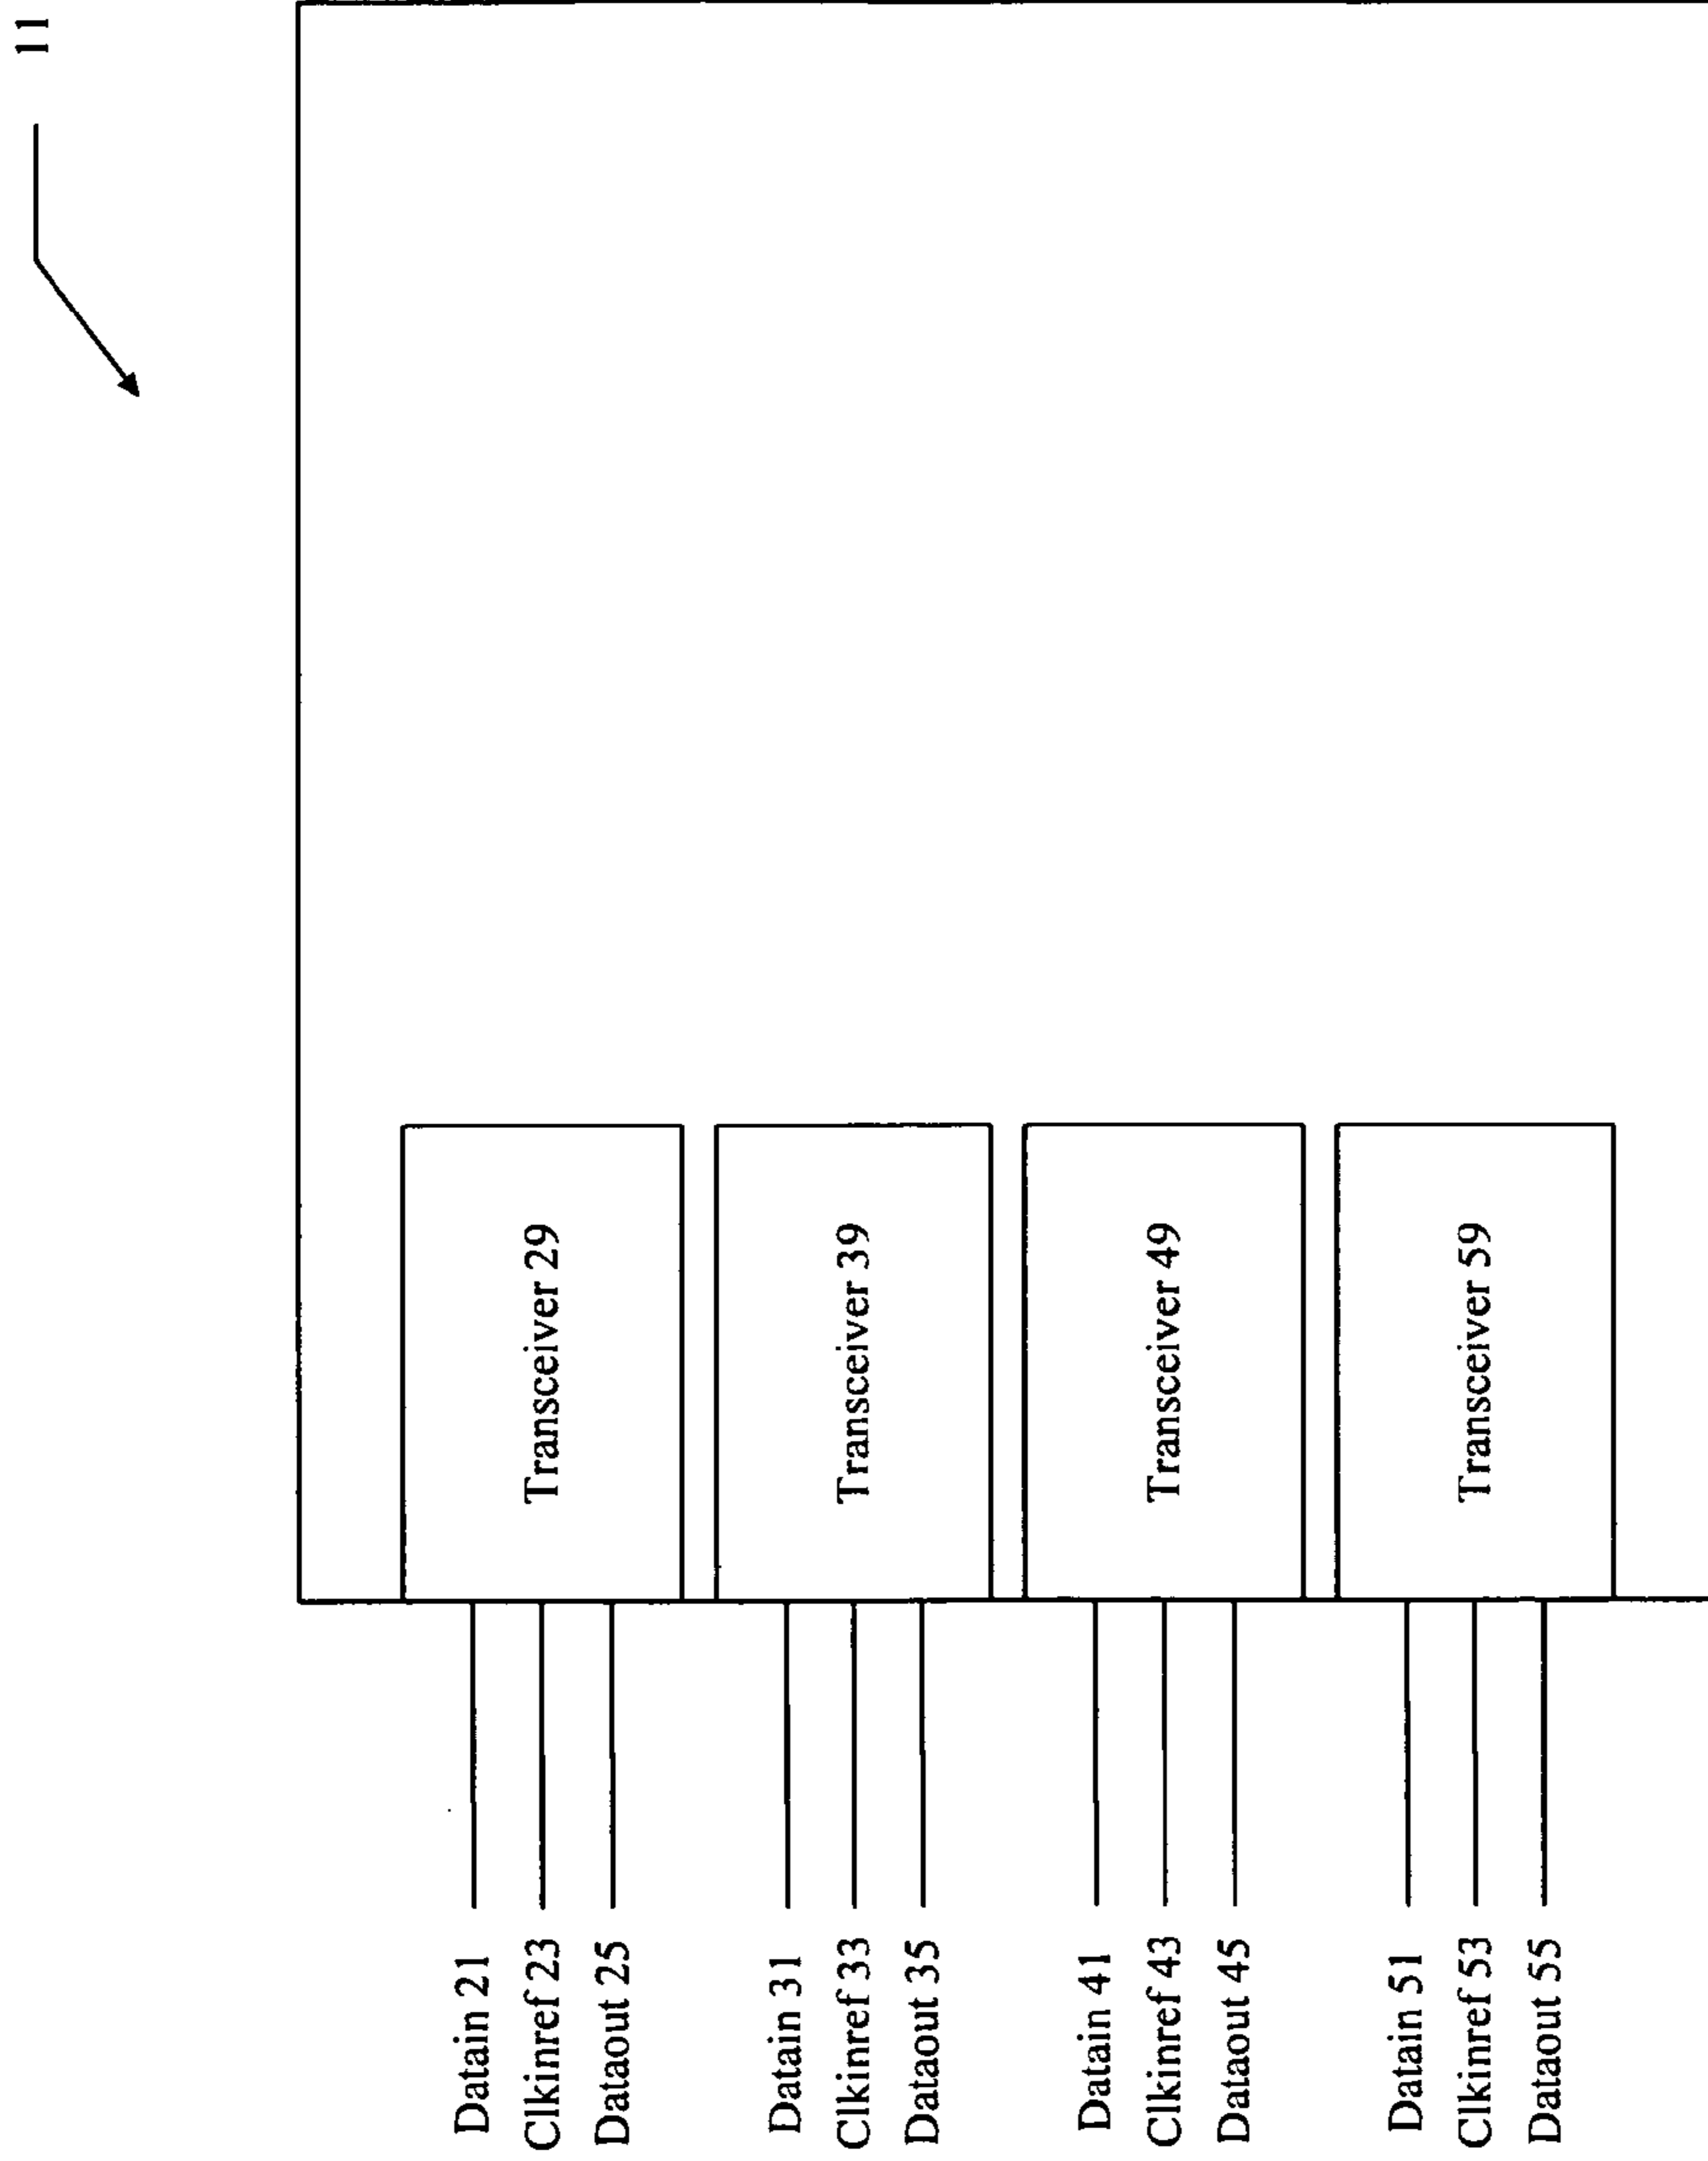 11
Transceiver 29
Transceiver 39
Transceiver 49
Transceiver 59
Datain 21
Clkinref 23
Dataout 25
Datain 31
Clkinref 33
Dataout 35
Datain 41
Clkinref 43
Dataout 45
Datain 51
Clkinref 53
Dataout 55